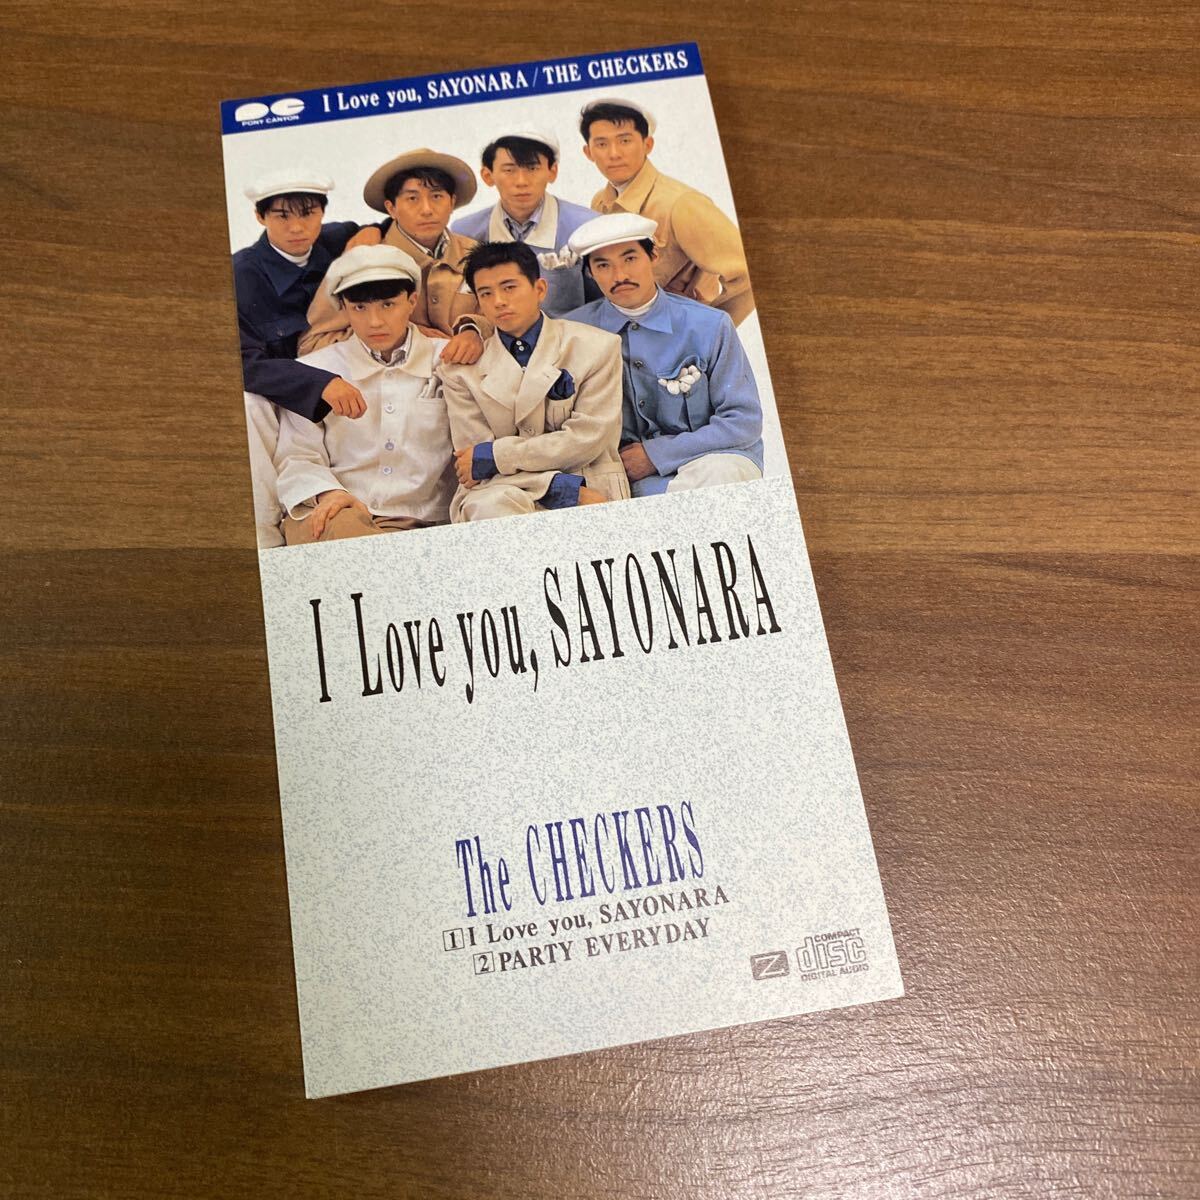 PONY CANYON
I Love you, SAYONARA / THE CHECKERS
I Love you, SAYONARA
The CHECKERS
1 I Love you, SAYONARA
2 PARTY EVERYDAY
Z
COMPACT
disc
DIGITAL AUDIO